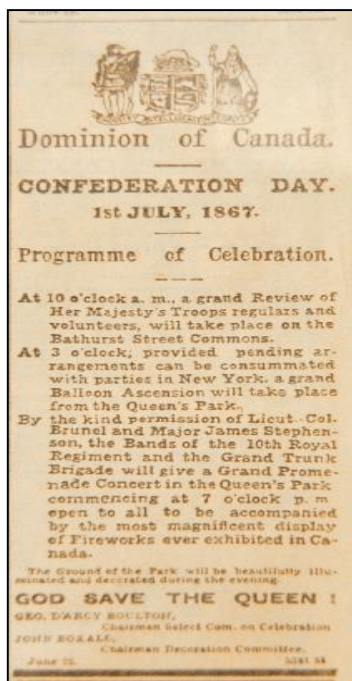 Dominion of Canada.
CONFEDERATION DAY.
1st JULY, 1867.
Programme of Celebration.
At 10 o'clock a. m., a grand Review of
Her Majesty's Troops regulars and
volunteers, will take place on the
Bathurst Street Commons.
At 3 o'clock, provided pending ar-
rangements can be consummated
with parties in New York, a grand
Balloon Ascension will take place
from the Queen's Park.
By the kind permission of Lieut.-Col.
Brunel and Major James Stephen-
son, the Bands of the 10th Royal
Regiment and the Grand Trunk
Brigade will give a Grand Prome-
nade Concert in the Queen's Park
commencing at 7 o'clock p. m
open to all to be accompanied
by the most magnificent display
of Fireworks ever exhibited in Ca-
nada.
The Ground of the Park will be beautifully illu-
minated and decorated during the evening.
GOD SAVE THE QUEEN !
GEO. D'ARCY BOULTON,
Chairman Select Com. on Celebration
JOHN BOXALL,
Chairman Decoration Committee.
June